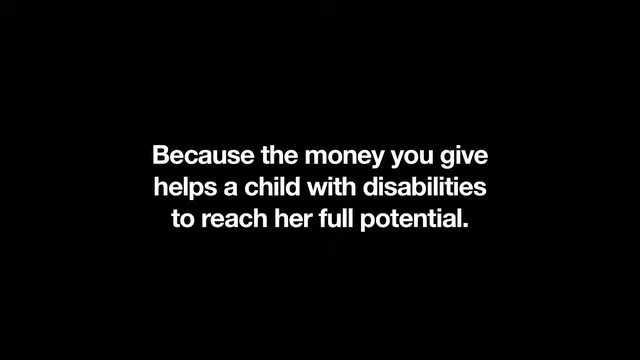 Because the money you give
helps a child with disabilities
to reach her full potential.